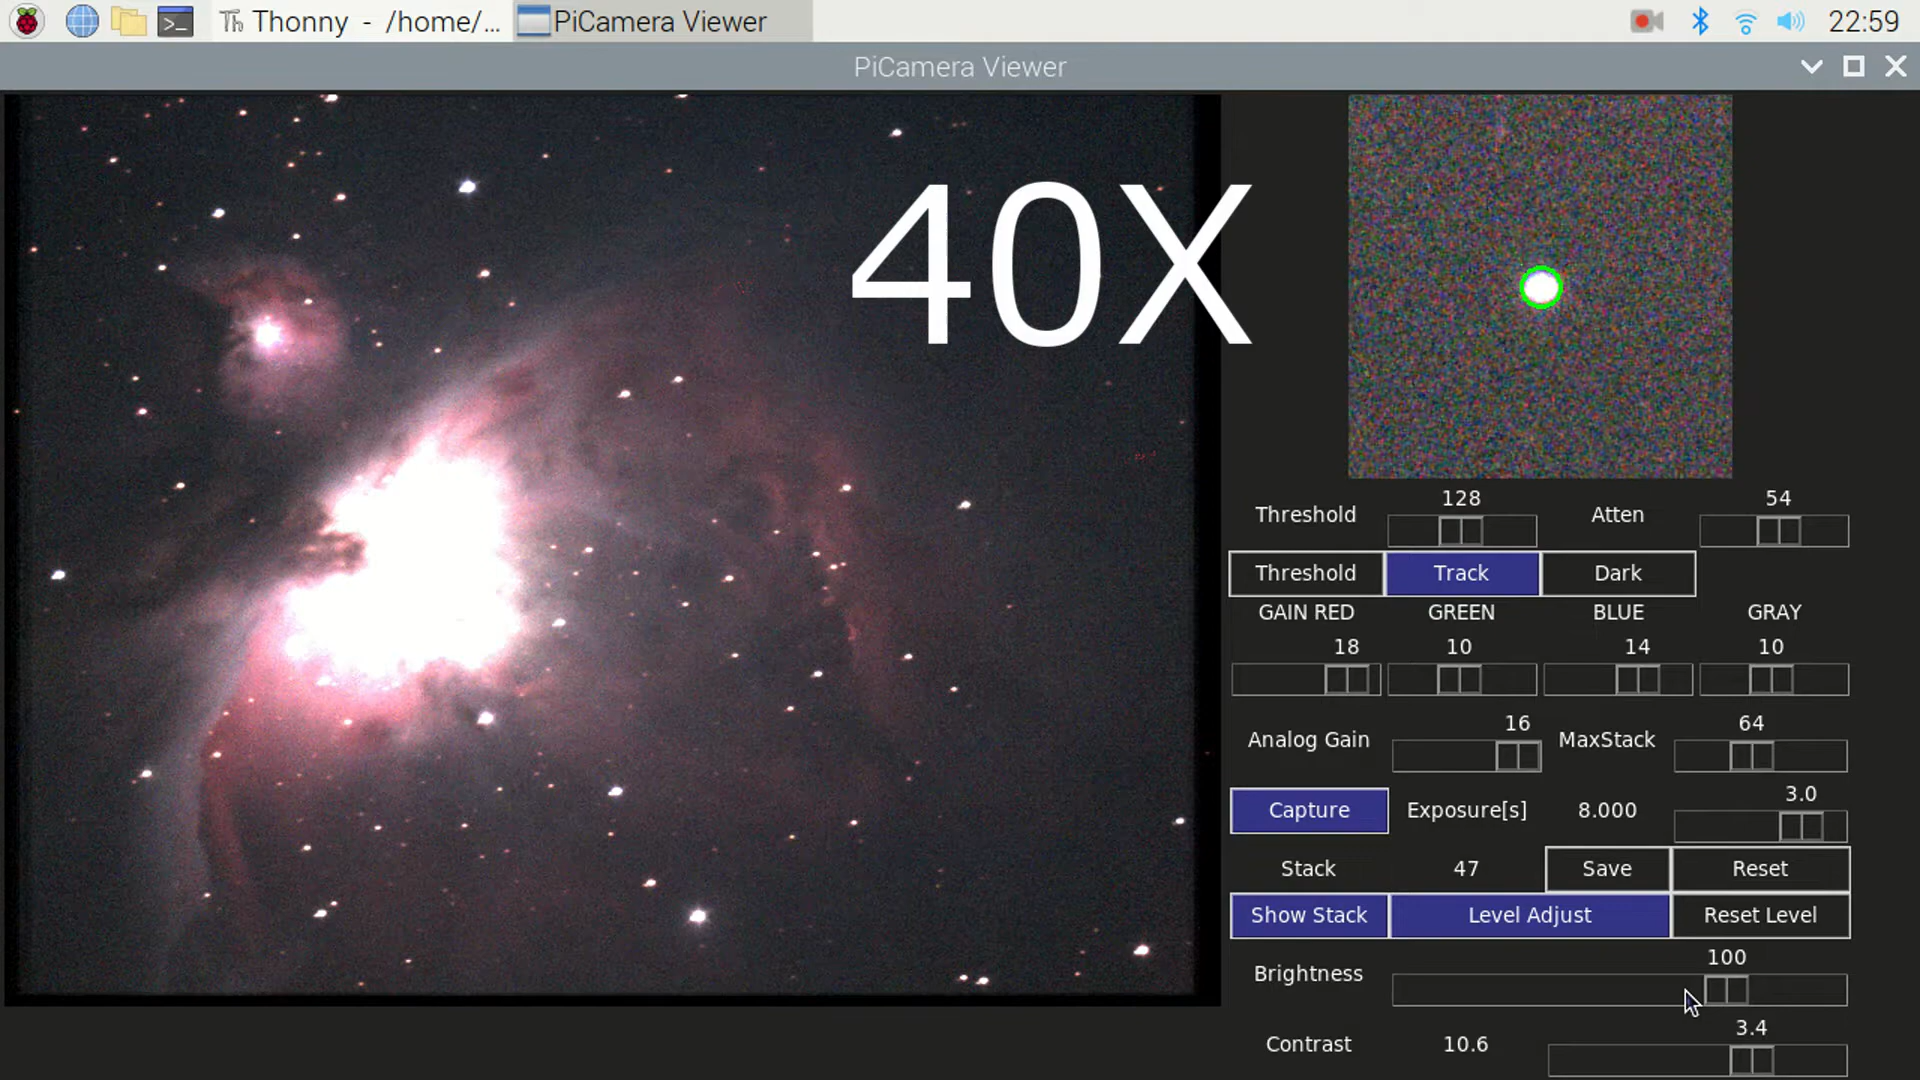 Thonny - /home/...
PiCamera Viewer
22:59
PiCamera Viewer
40X
128
54
Threshold
Atten
Threshold
Track
Dark
GAIN RED
GREEN
BLUE
GRAY
18
10
14
10
16
64
Analog Gain
MaxStack
3.0
Capture
Exposure[s]
8.000
Stack
47
Save
Reset
Show Stack
Level Adjust
Reset Level
100
Brightness
3.4
Contrast
10.6